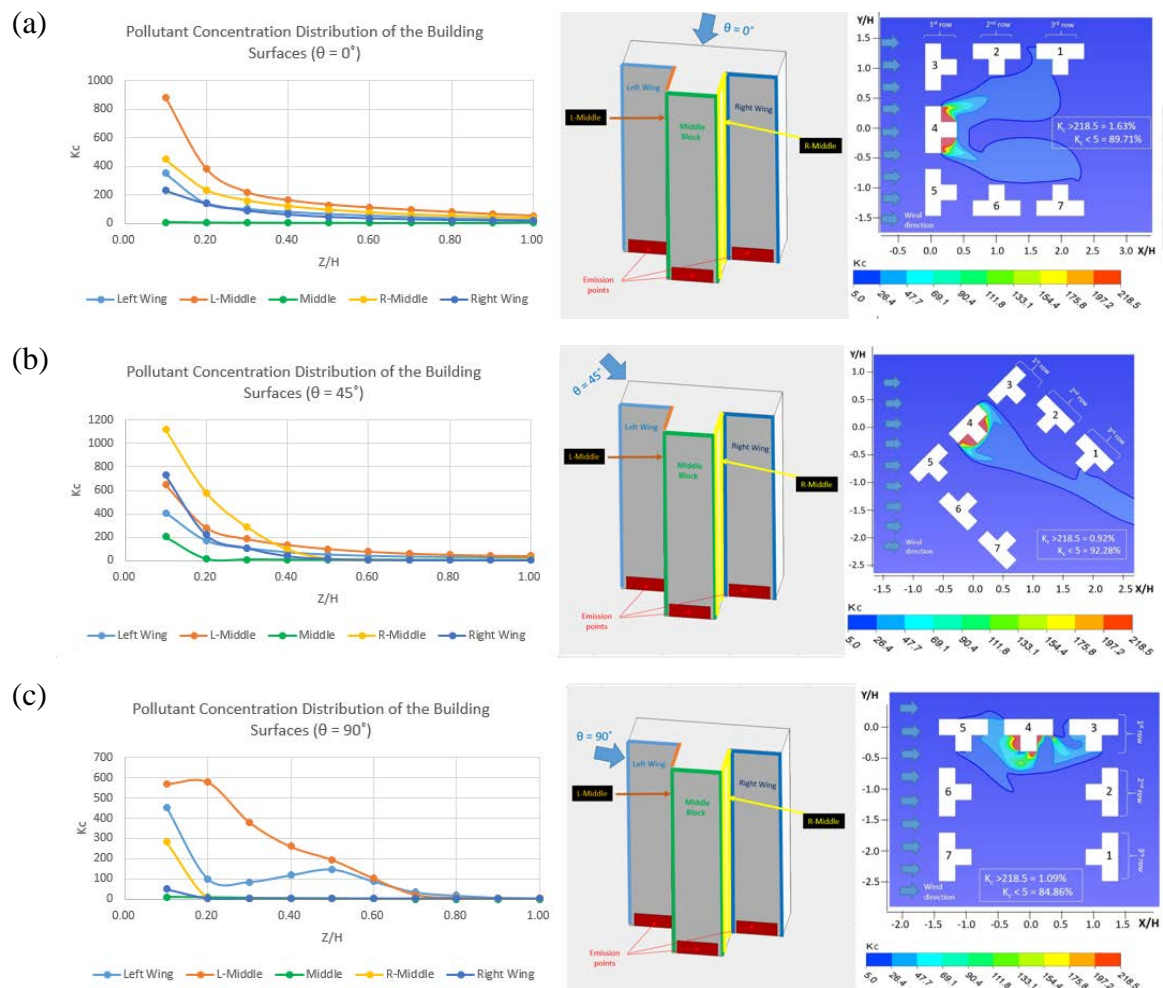 (a)
Pollutant Concentration Distribution of the Building
Surfaces (θ = 0˚)
1000
800
600
400
200
0
Kc
0.00 0.20 0.40 0.60 0.80 1.00
Z/H
Left Wing L-Middle Middle R-Middle Right Wing
θ = 0˚
Left Wing
Right Wing
L-Middle
Middle
Block
R-Middle
Emission
points
Y/H
1st row 2nd row 3rd row
1.5
1.0
0.5
0.0
-0.5
-1.0
-1.5
3 2 1
4
5 6 7
Kc >218.5 = 1.63%
Kc < 5 = 89.71%
Wind
direction
-0.5 0.0 0.5 1.0 1.5 2.0 2.5 3.0
X/H
Kc
5.0 26.4 47.7 69.1 90.4 111.8 133.1 154.4 175.8 197.2 218.5
(b)
Pollutant Concentration Distribution of the Building
Surfaces (θ = 45˚)
1200
1000
800
600
400
200
0
Kc
0.00 0.20 0.40 0.60 0.80 1.00
Z/H
Left Wing L-Middle Middle R-Middle Right Wing
θ = 45˚
Left Wing
Right Wing
L-Middle
Middle
Block
R-Middle
Emission
points
Y/H
1st row
2nd row
3rd row
1.0
0.5
0.0
-0.5
-1.0
-1.5
-2.0
-2.5
3
2
4
1
5
6
7
Kc >218.5 = 0.92%
Kc < 5 = 92.28%
Wind
direction
-1.5 -1.0 -0.5 0.0 0.5 1.0 1.5 2.0 2.5
X/H
Kc
5.0 26.4 47.7 69.1 90.4 111.8 133.1 154.4 175.8 197.2 218.5
(c)
Pollutant Concentration Distribution of the Building
Surfaces (θ = 90˚)
700
600
500
400
300
200
100
0
Kc
0.00 0.20 0.40 0.60 0.80 1.00
Z/H
Left Wing L-Middle Middle R-Middle Right Wing
θ = 90˚
Left Wing
Right Wing
L-Middle
Middle
Block
R-Middle
Emission
points
Y/H
0.0
-0.5
-1.0
-1.5
-2.0
-2.5
5 4 3
6 2
7 1
1st row
2nd row
3rd row
Kc >218.5 = 1.09%
Kc < 5 = 84.86%
Wind
direction
-2.0 -1.5 -1.0 -0.5 0.0 0.5 1.0 1.5
X/H
Kc
5.0 26.4 47.7 69.1 90.4 111.8 133.1 154.4 175.8 197.2 218.5